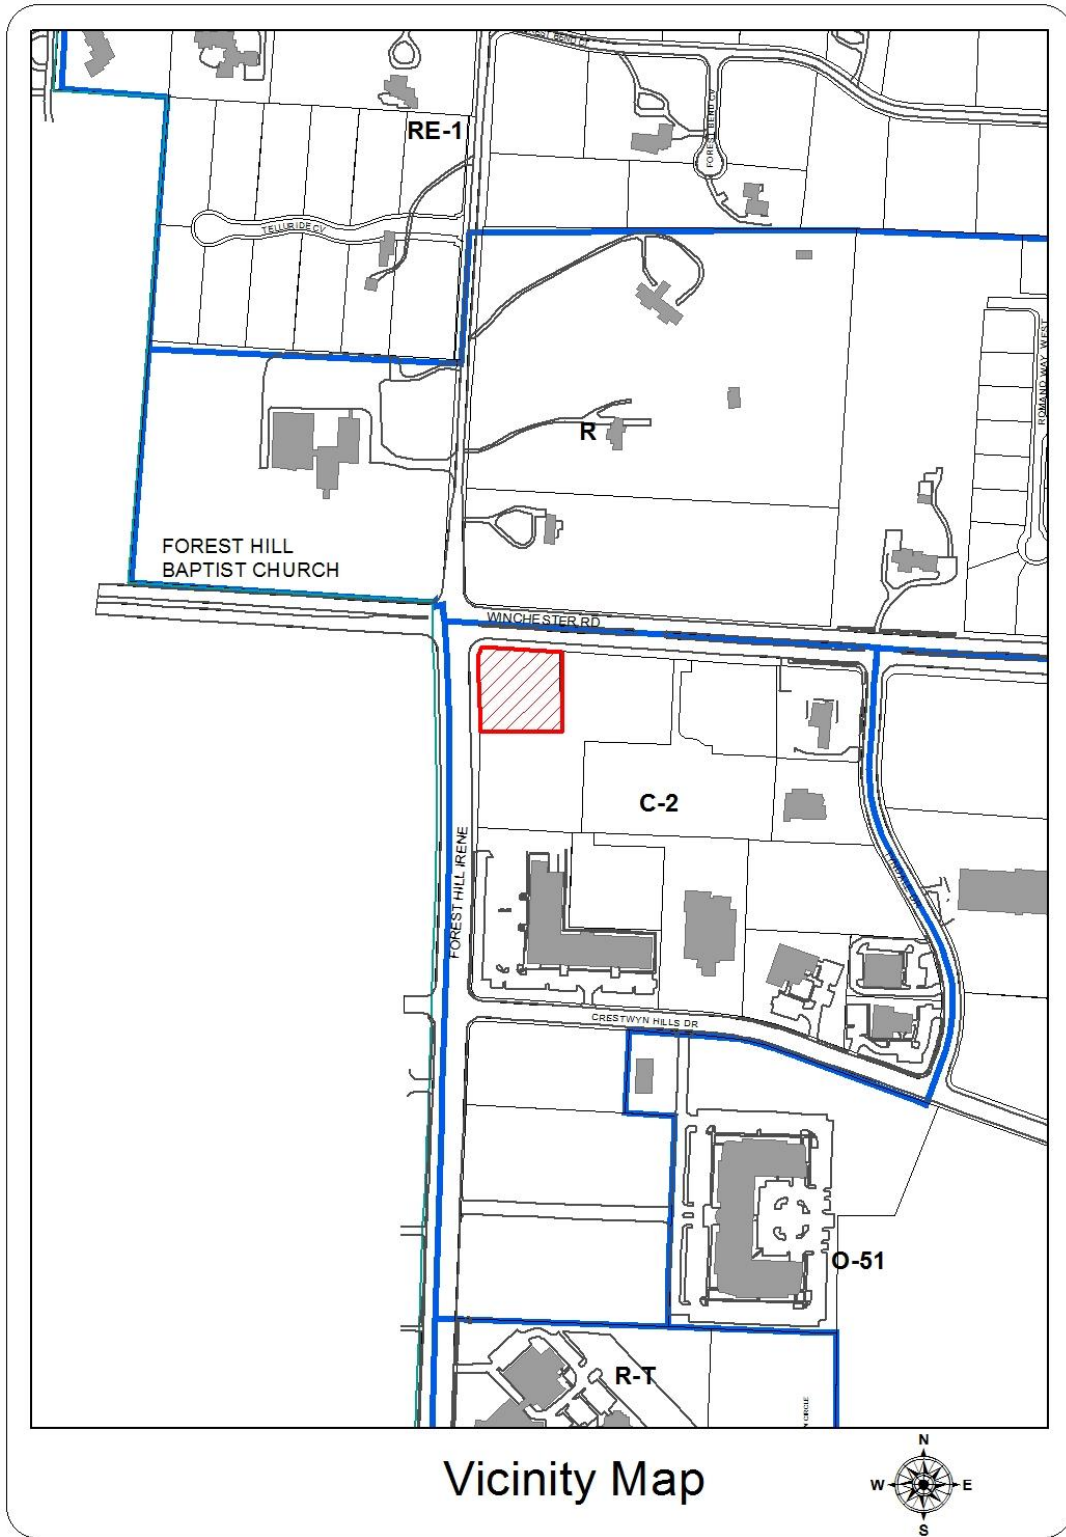 FOREST BEND CV
RE-1
TELLURIDE CV
ROMAND WAY WEST
R
FOREST HILL
BAPTIST CHURCH
WINCHESTER RD
C-2
FOREST HILL IRENE
CRESTWYN HILLS DR
O-51
R-T
N CIRCLE
Vicinity Map
N
W
E
S